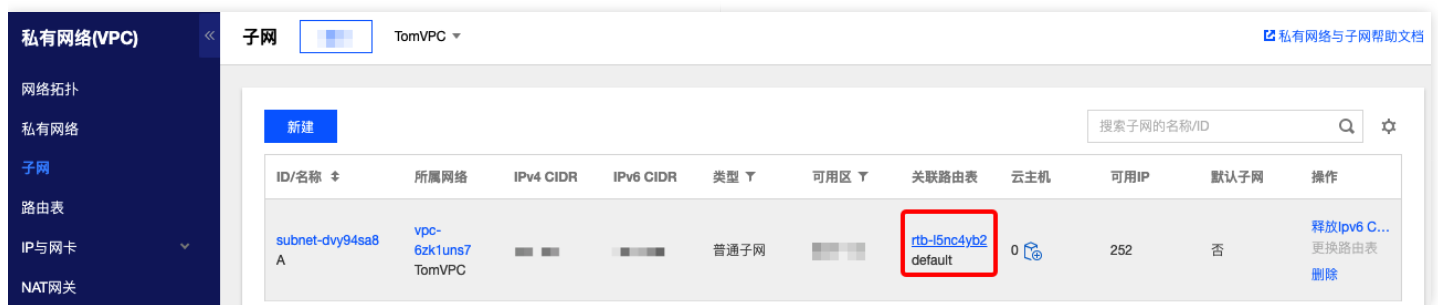 私有网络(VPC)
子网
TomVPC
私有网络与子网帮助文档
网络拓扑
私有网络
子网
路由表
IP与网卡
NAT网关
新建
搜索子网的名称/ID
ID/名称
所属网络
IPv4 CIDR
IPv6 CIDR
类型
可用区
关联路由表
云主机
可用IP
默认子网
操作
subnet-dvy94sa8
A
vpc-
6zk1uns7
TomVPC
普通子网
rtb-l5nc4yb2
default
0
252
否
释放Ipv6 C...
更换路由表
删除